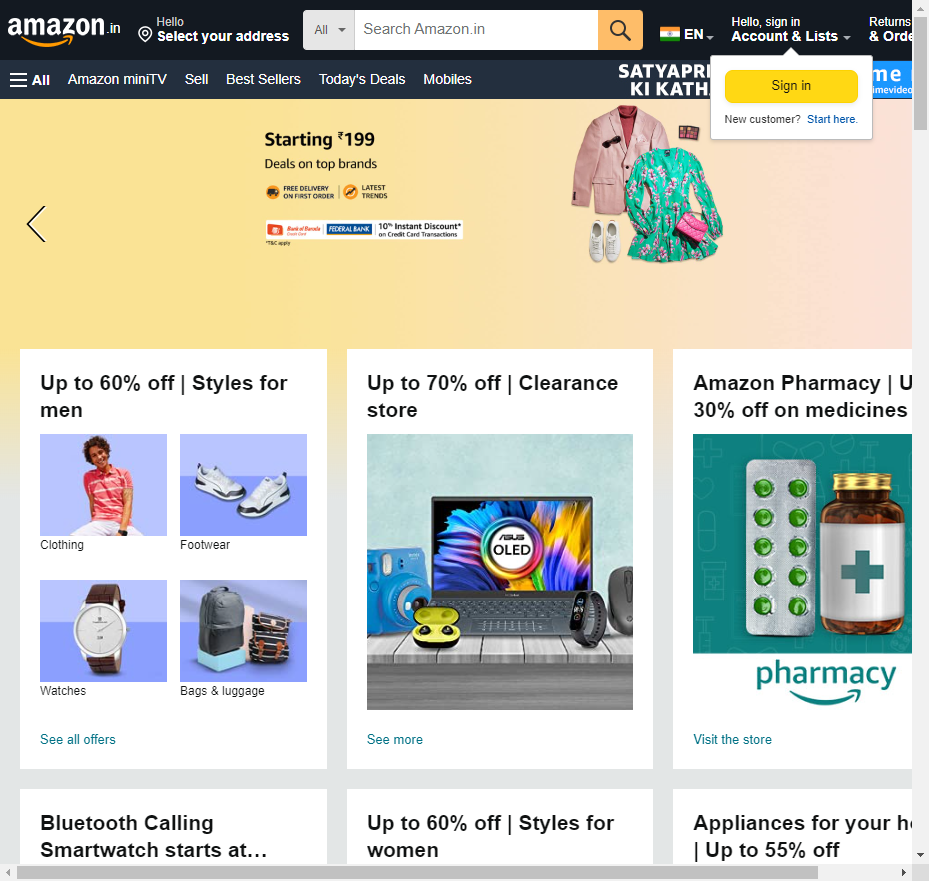 amazon.in
Hello
Select your address
All
Search Amazon.in
EN
Hello, sign in
Account & Lists
Returns
& Orde
All
Amazon miniTV
Sell
Best Sellers
Today's Deals
Mobiles
SATYAPRI
KI KATHA
me
imevideo
Sign in
New customer? Start here.
Starting ₹199
Deals on top brands
FREE DELIVERY
ON FIRST ORDER
LATEST
TRENDS
Bank of Baroda
Credit Card
FEDERAL BANK
10% Instant Discount*
on Credit Card Transactions
*T&C apply
Up to 60% off | Styles for
men
Clothing
Footwear
Watches
Bags & luggage
See all offers
Up to 70% off | Clearance
store
ASUS
OLED
See more
Amazon Pharmacy | U
30% off on medicines
pharmacy
Visit the store
Bluetooth Calling
Smartwatch starts at…
Up to 60% off | Styles for
women
Appliances for your ho
| Up to 55% off